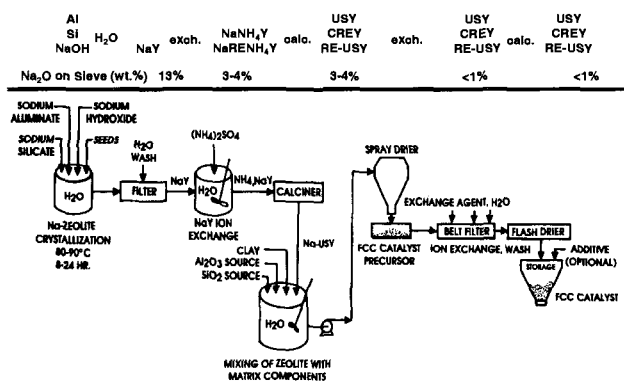 Al
Si H₂O
NaOH
NaY exch. NaNH₄Y NaRENH₄Y calc. USY CREY RE-USY exch. USY CREY RE-USY calc. USY CREY RE-USY
Na₂O on Sieve (wt.%) 13% 3-4% 3-4% <1% <1%
SODIUM ALUMINATE
SODIUM HYDROXIDE
SODIUM SILICATE
SEEDS
H₂O
Na-ZEOLITE
CRYSTALLIZATION
80-90°C
8-24 HR.
H₂O
WASH
FILTER
NaY
(NH₄)₂SO₄
H₂O
NaY ION
EXCHANGE
NH₄,NaY
CALCINER
Na-USY
CLAY
Al₂O₃ SOURCE
SiO₂ SOURCE
H₂O
MIXING OF ZEOLITE WITH
MATRIX COMPONENTS
SPRAY DRIER
FCC CATALYST
PRECURSOR
EXCHANGE AGENT, H₂O
BELT FILTER
ION EXCHANGE, WASH
FLASH DRIER
ADDITIVE
(OPTIONAL)
STORAGE
FCC CATALYST